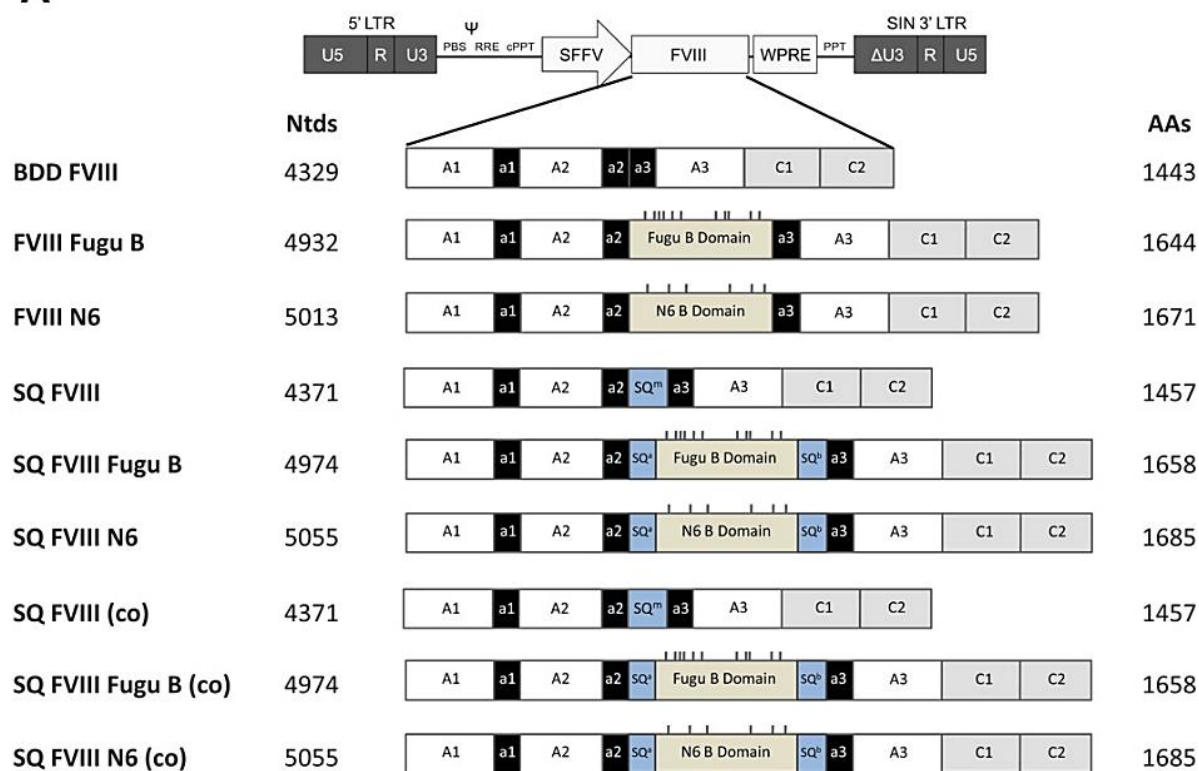 5' LTR Ψ SIN 3' LTR
U5 R U3 PBS RRE cPPT SFFV FVIII WPRE PPT ΔU3 R U5
Ntds AAs
BDD FVIII 4329 A1 a1 A2 a2 a3 A3 C1 C2 1443
FVIII Fugu B 4932 A1 a1 A2 a2 Fugu B Domain a3 A3 C1 C2 1644
FVIII N6 5013 A1 a1 A2 a2 N6 B Domain a3 A3 C1 C2 1671
SQ FVIII 4371 A1 a1 A2 a2 SQᵐ a3 A3 C1 C2 1457
SQ FVIII Fugu B 4974 A1 a1 A2 a2 SQᵃ Fugu B Domain SQᵇ a3 A3 C1 C2 1658
SQ FVIII N6 5055 A1 a1 A2 a2 SQᵃ N6 B Domain SQᵇ a3 A3 C1 C2 1685
SQ FVIII (co) 4371 A1 a1 A2 a2 SQᵐ a3 A3 C1 C2 1457
SQ FVIII Fugu B (co) 4974 A1 a1 A2 a2 SQᵃ Fugu B Domain SQᵇ a3 A3 C1 C2 1658
SQ FVIII N6 (co) 5055 A1 a1 A2 a2 SQᵃ N6 B Domain SQᵇ a3 A3 C1 C2 1685